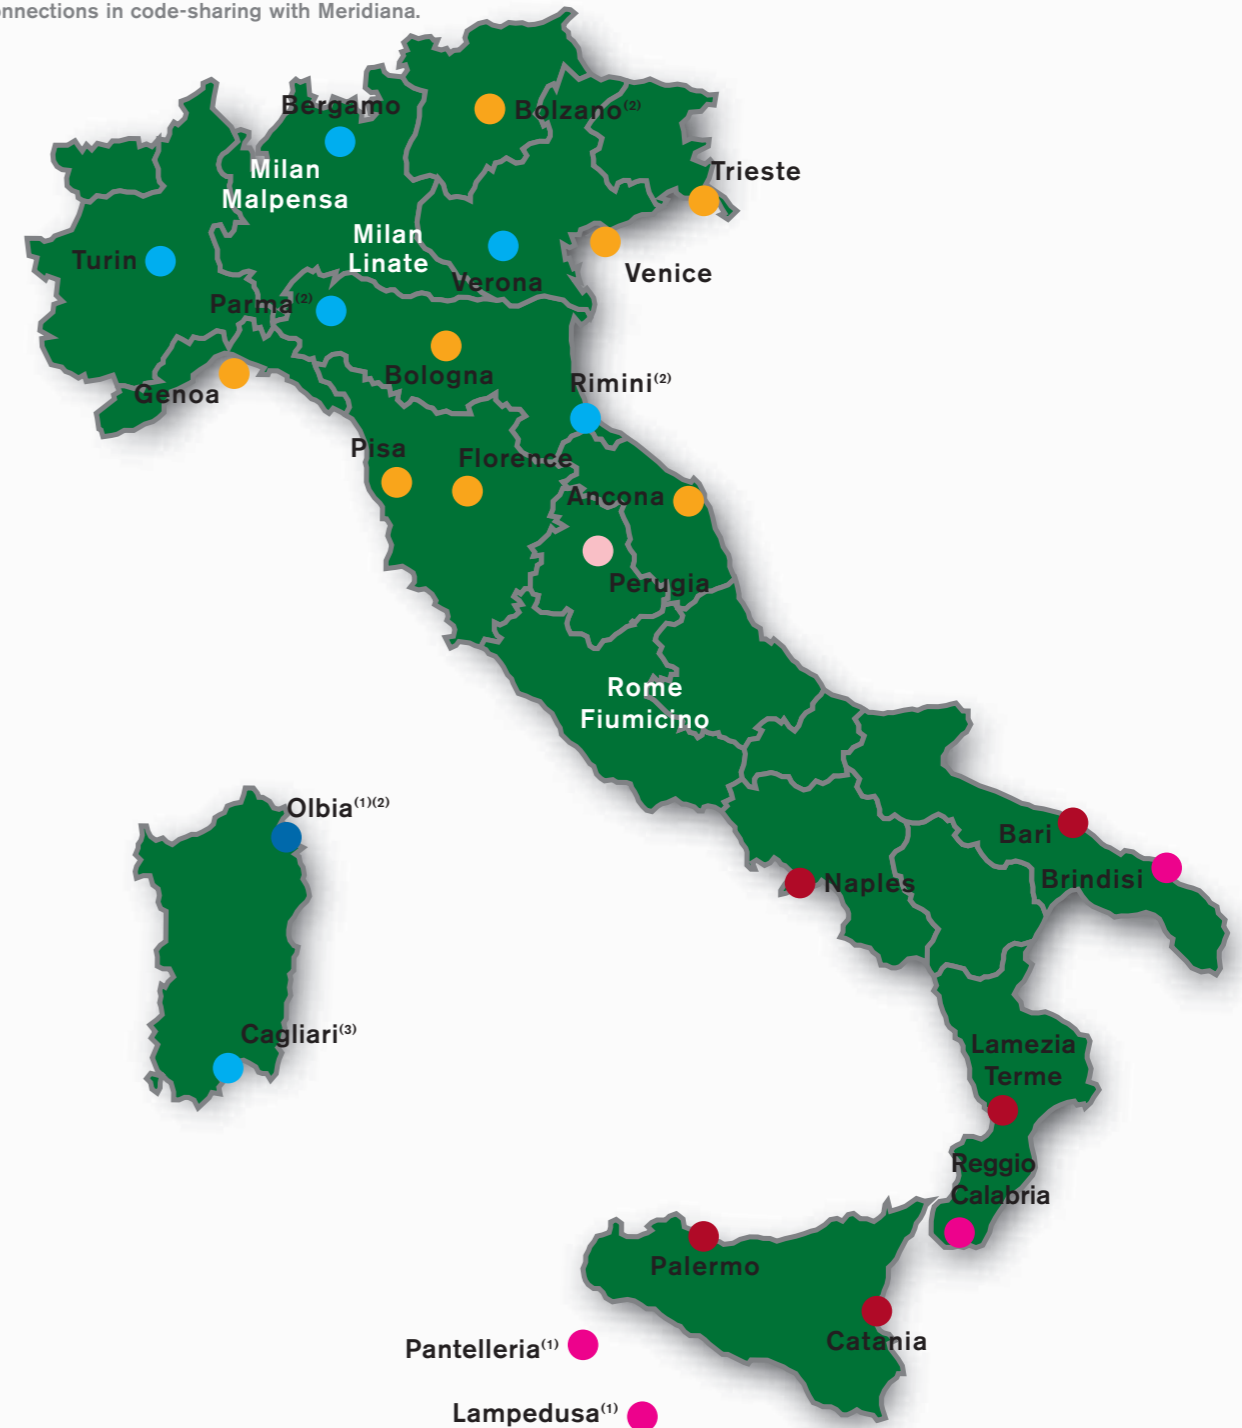 onnections in code-sharing with Meridiana.
Bergamo
Bolzano(2)
Milan
Malpensa
Trieste
Milan
Linate
Turin
Verona
Venice
Parma(2)
Bologna
Rimini(2)
Genoa
Pisa
Florence
Ancona
Perugia
Rome
Fiumicino
Olbia(1)(2)
Bari
Brindisi
Naples
Cagliari(3)
Lamezia
Terme
Reggio
Calabria
Palermo
Catania
Pantelleria(1)
Lampedusa(1)